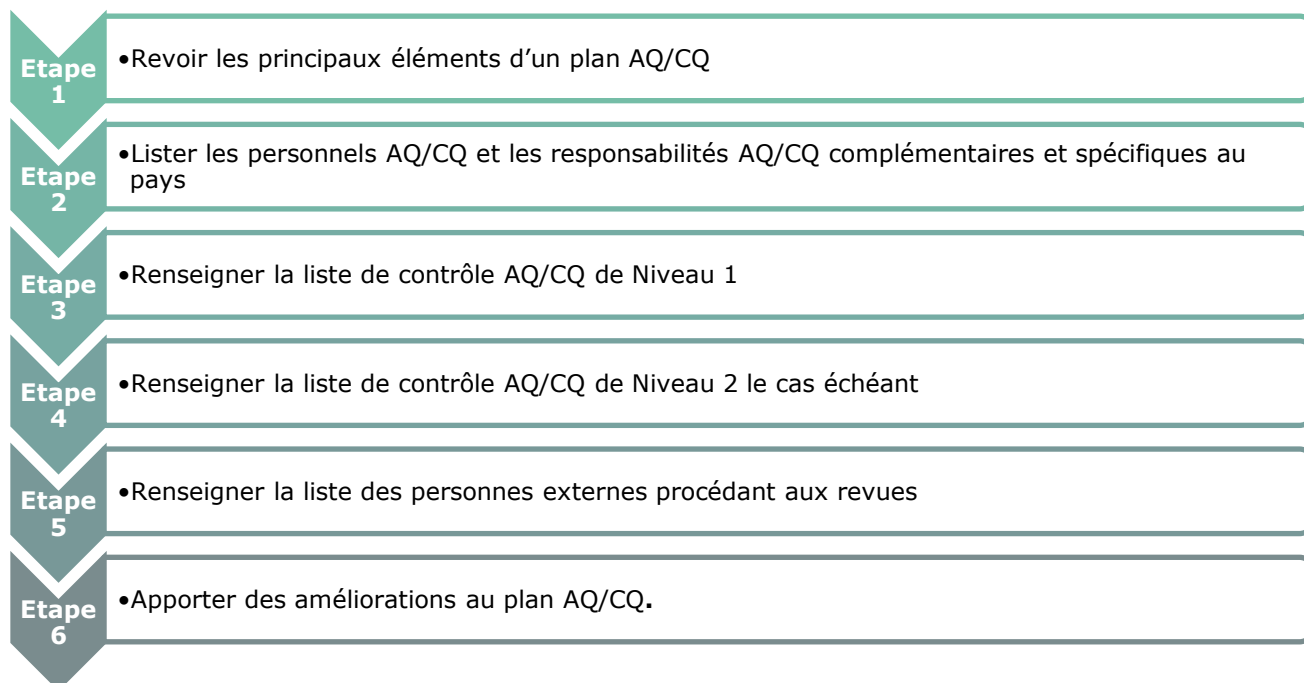 Etape
1
•Revoir les principaux éléments d’un plan AQ/CQ
Etape
2
•Lister les personnels AQ/CQ et les responsabilités AQ/CQ complémentaires et spécifiques au
pays
Etape
3
•Renseigner la liste de contrôle AQ/CQ de Niveau 1
Etape
4
•Renseigner la liste de contrôle AQ/CQ de Niveau 2 le cas échéant
Etape
5
•Renseigner la liste des personnes externes procédant aux revues
Etape
6
•Apporter des améliorations au plan AQ/CQ.